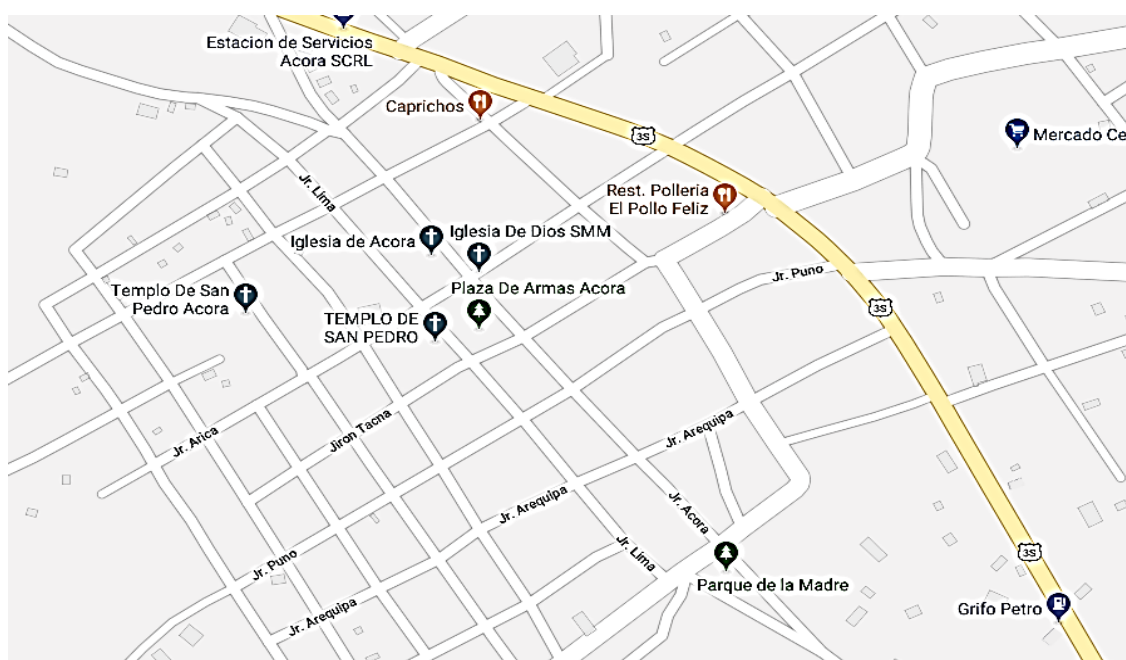 Estacion de Servicios
Acora SCRL
Caprichos
3S
Mercado Ce
Jr. Lima
Rest. Polleria
El Pollo Feliz
Iglesia de Acora
Iglesia De Dios SMM
Jr. Puno
Templo De San
Pedro Acora
Plaza De Armas Acora
3S
TEMPLO DE
SAN PEDRO
Jr. Arica
Jiron Tacna
Jr. Arequipa
Jr. Arequipa
Jr. Acora
Jr. Puno
Jr. Lima
3S
Parque de la Madre
Jr. Arequipa
Grifo Petro